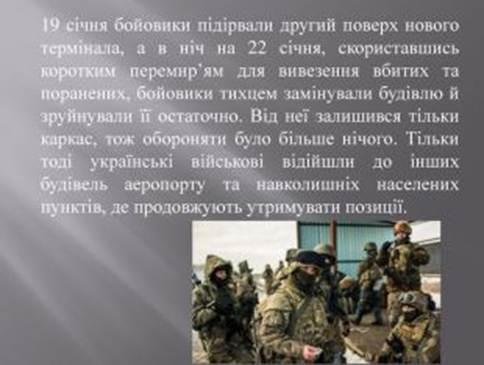 19 січня бойовики підірвали другий поверх нового
термінала, а в ніч на 22 січня, скориставшись
коротким перемир’ям для вивезення вбитих та
поранених, бойовики тихцем замінували будівлю й
зруйнували її остаточно. Від неї залишився тільки
каркас, тож обороняти було більше нічого. Тільки
тоді українські військові відійшли до інших
будівель аеропорту та навколишніх населених
пунктів, де продовжують утримувати позиції.